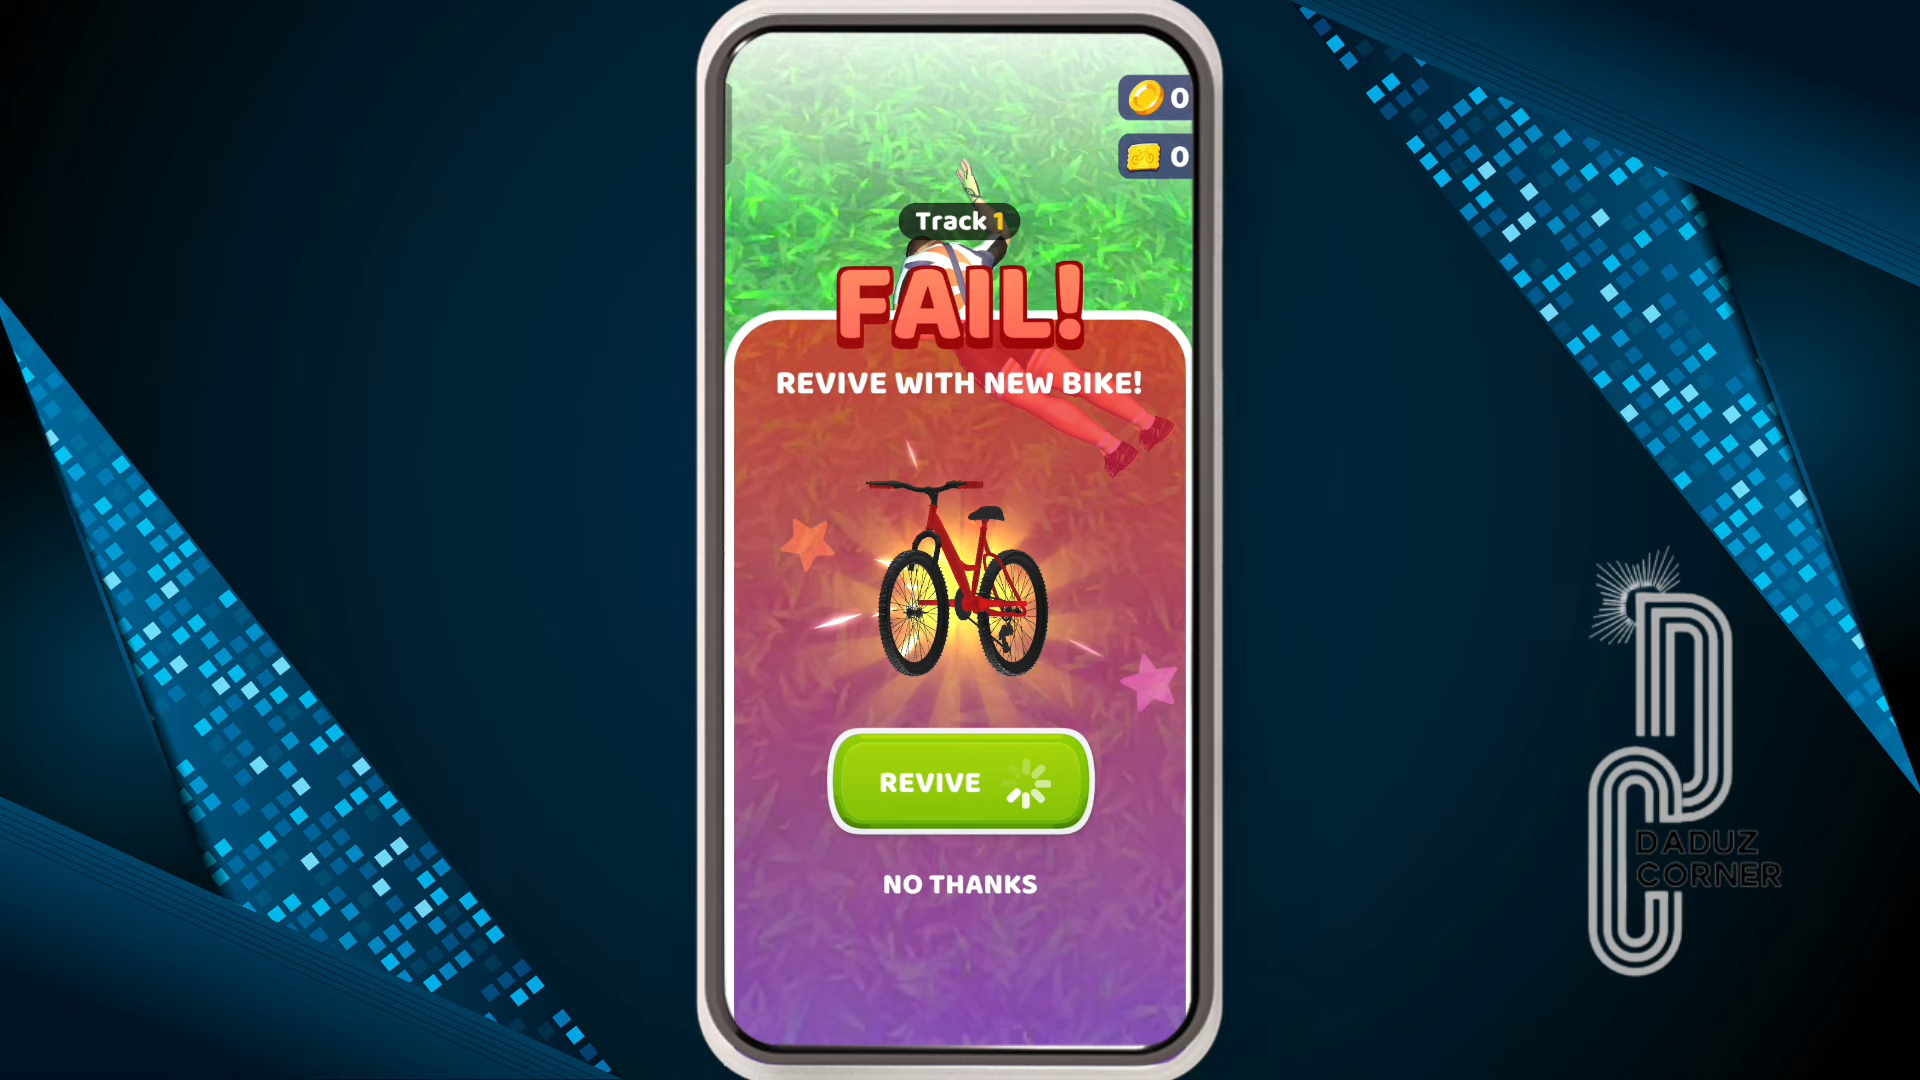 0
0
Track 1
FAIL!
REVIVE WITH NEW BIKE!
REVIVE
NO THANKS
DADUZ
CORNER